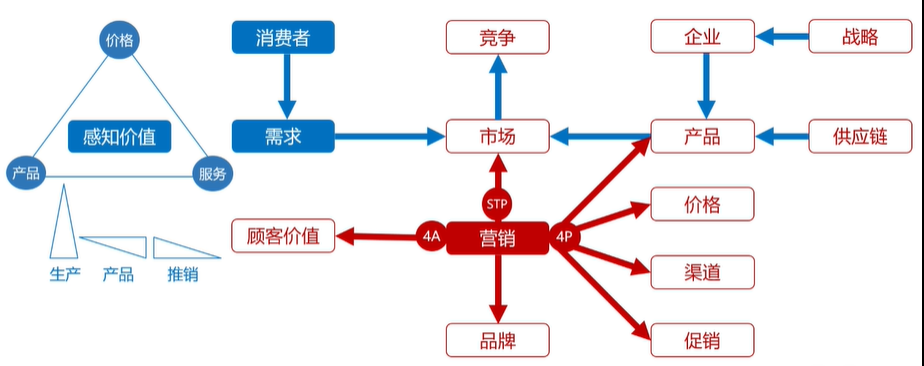 价格
消费者
竞争
企业
战略
感知价值
需求
市场
产品
供应链
产品
服务
STP
价格
顾客价值
4A
营销
4P
生产
产品
推销
渠道
品牌
促销